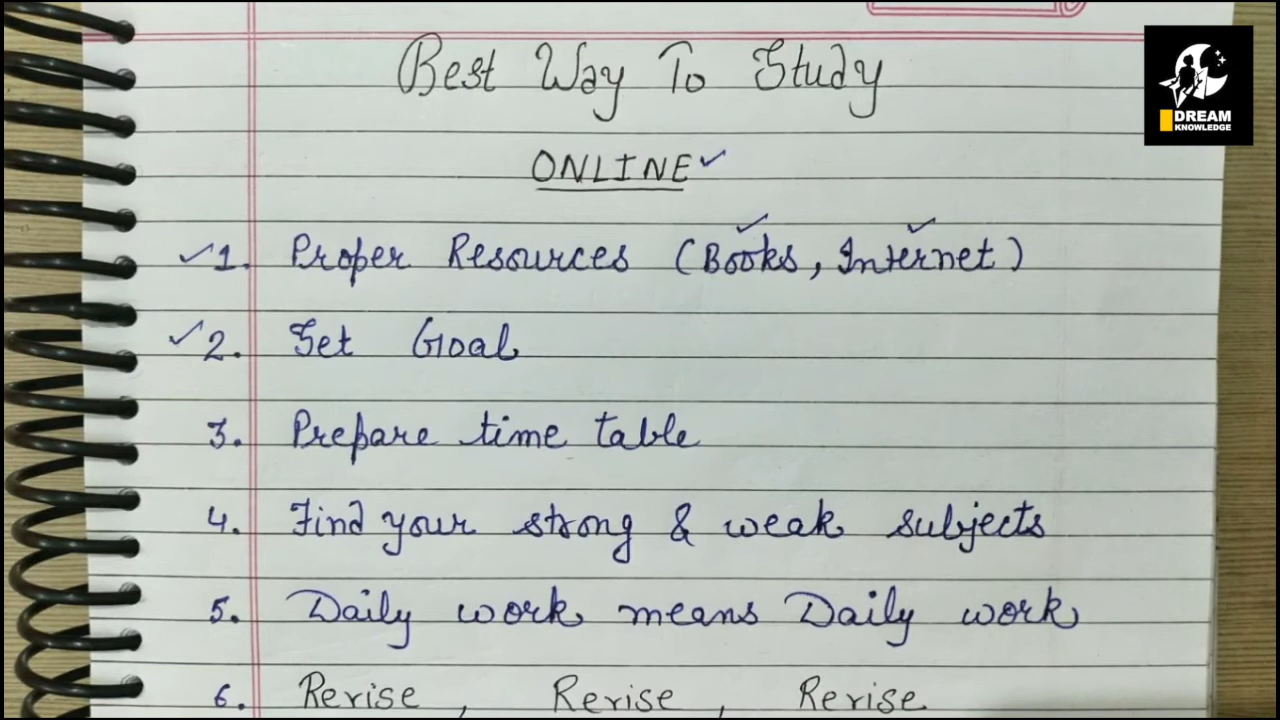 Best Way To Study
DREAM
KNOWLEDGE
ONLINE
1. Proper Resources (Books, Internet)
2. Set Goal
3. Prepare time table
4. Find your strong & weak subjects
5. Daily work means Daily work
6. Revise, Revise, Revise